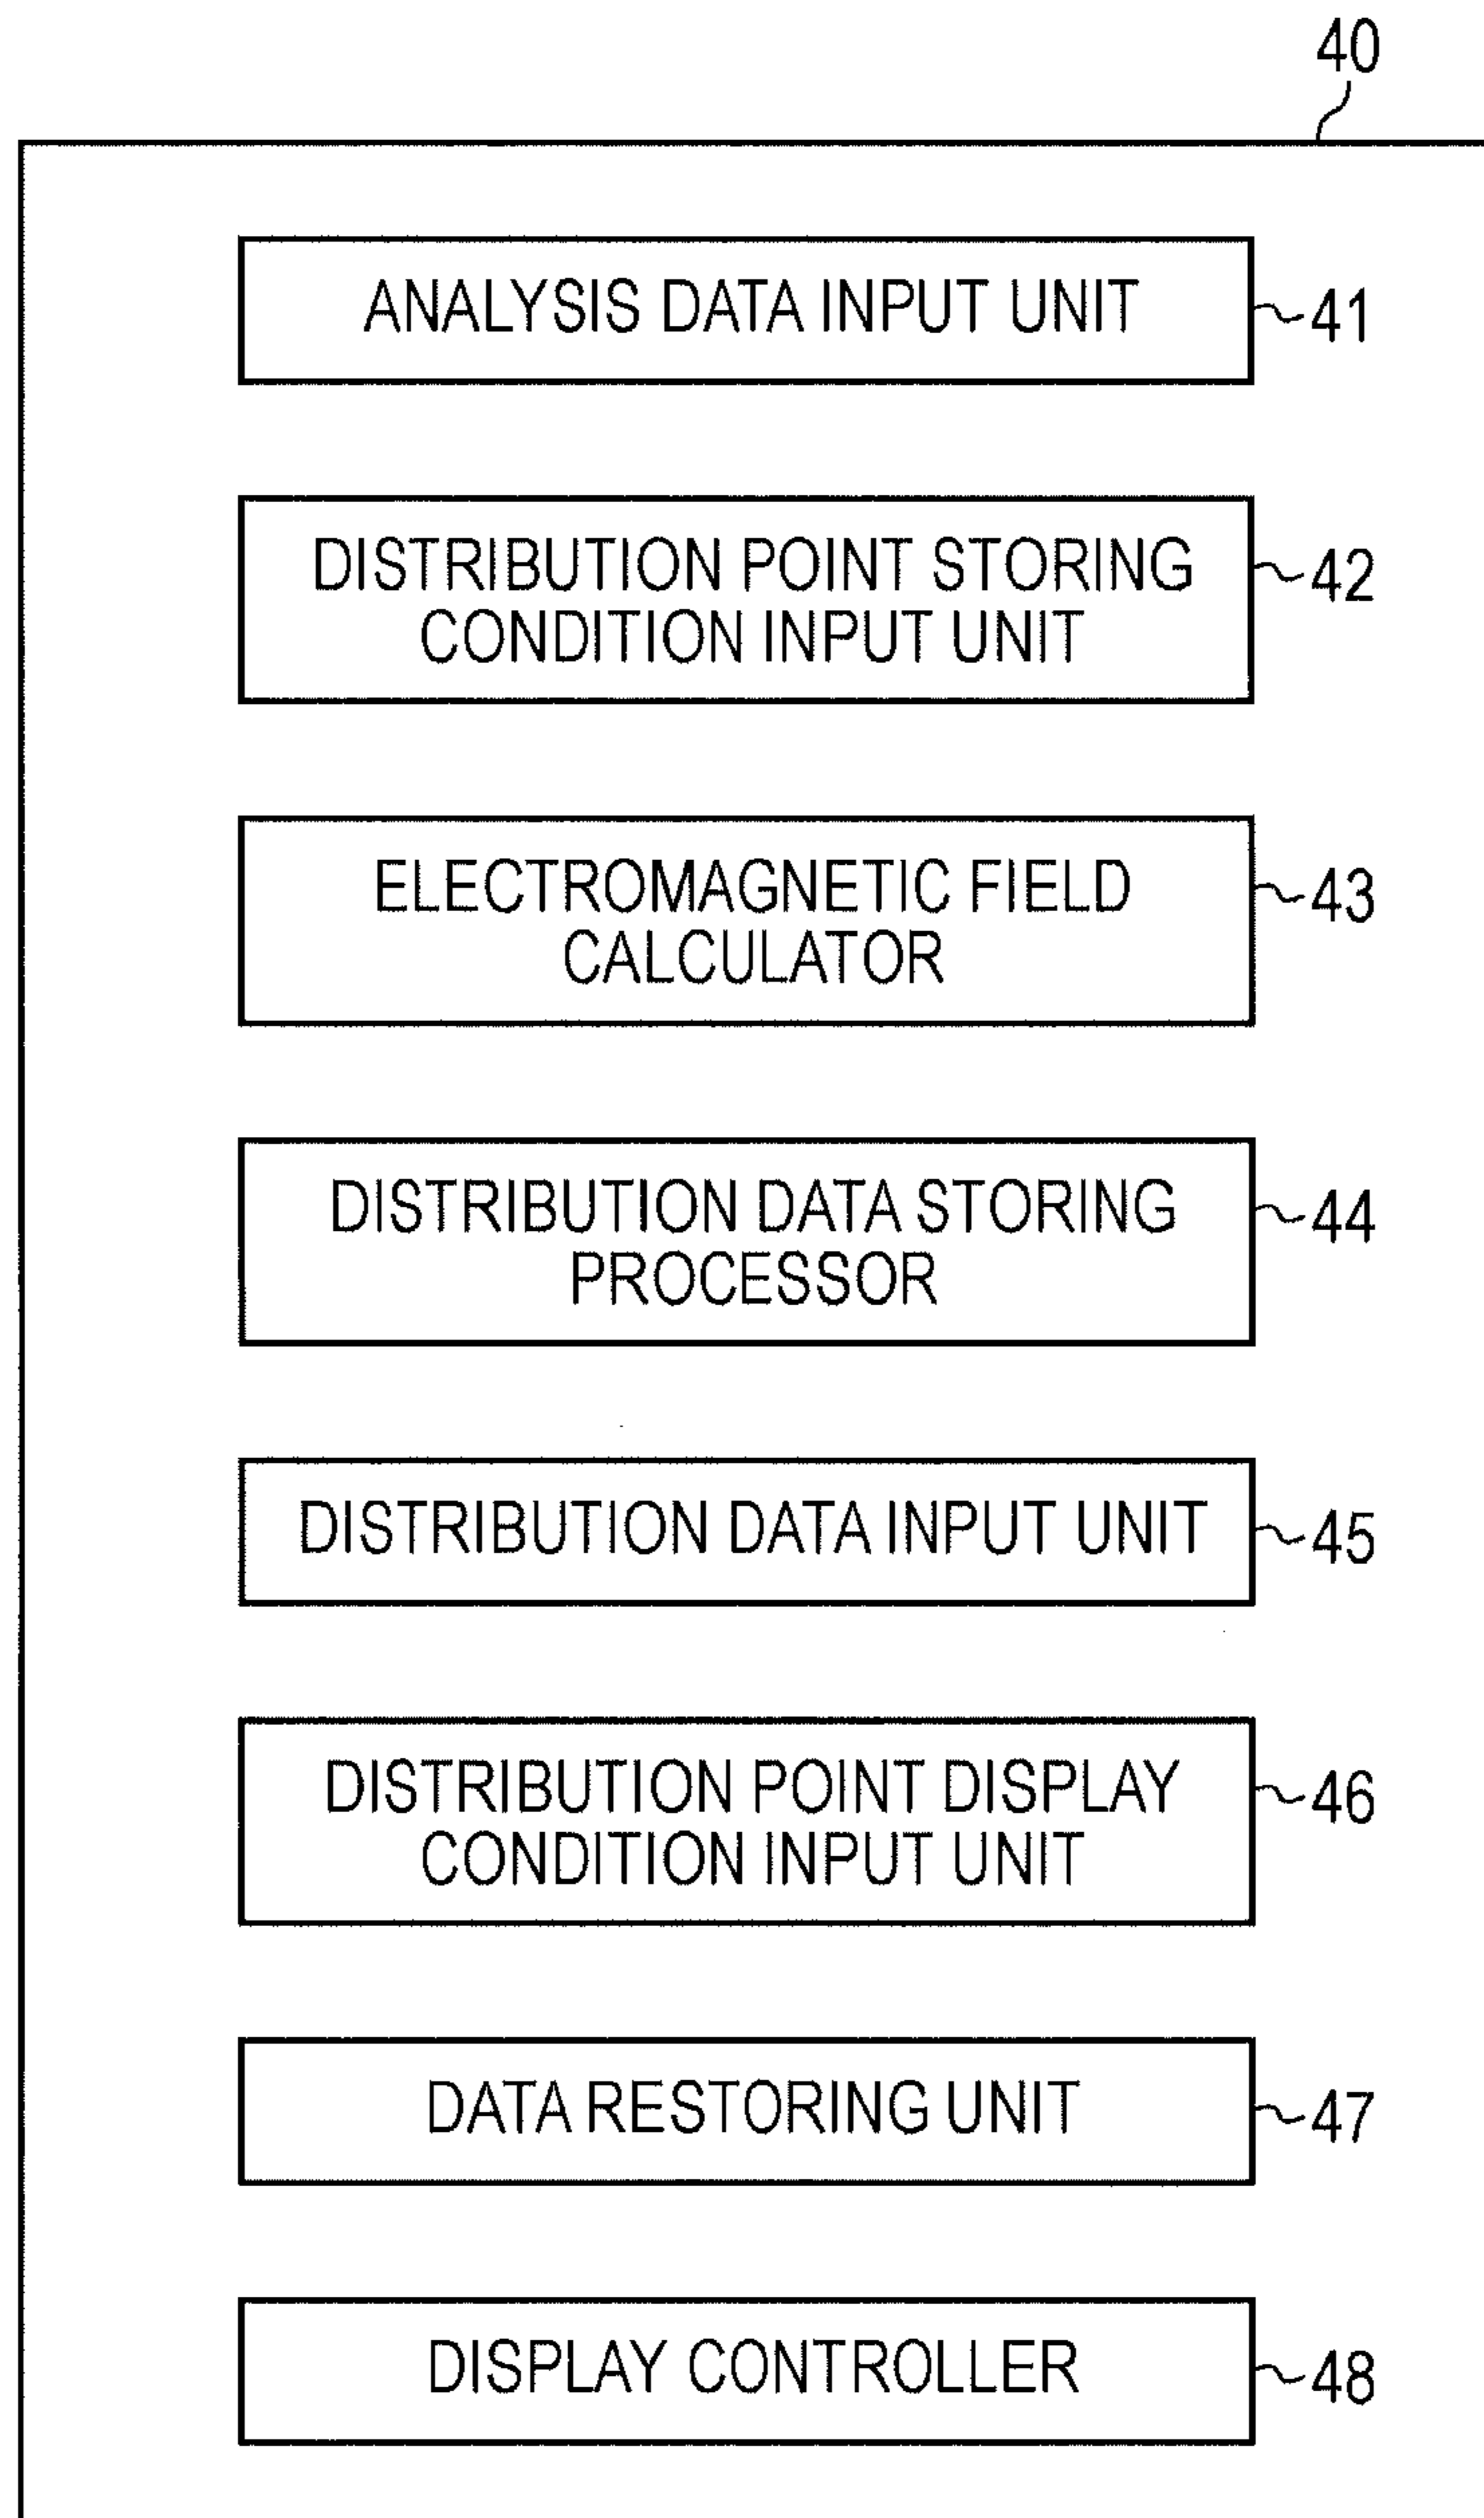 40
ANALYSIS DATA INPUT UNIT
41
DISTRIBUTION POINT STORING
CONDITION INPUT UNIT
42
ELECTROMAGNETIC FIELD
CALCULATOR
43
DISTRIBUTION DATA STORING
PROCESSOR
44
DISTRIBUTION DATA INPUT UNIT
45
DISTRIBUTION POINT DISPLAY
CONDITION INPUT UNIT
46
DATA RESTORING UNIT
47
DISPLAY CONTROLLER
48